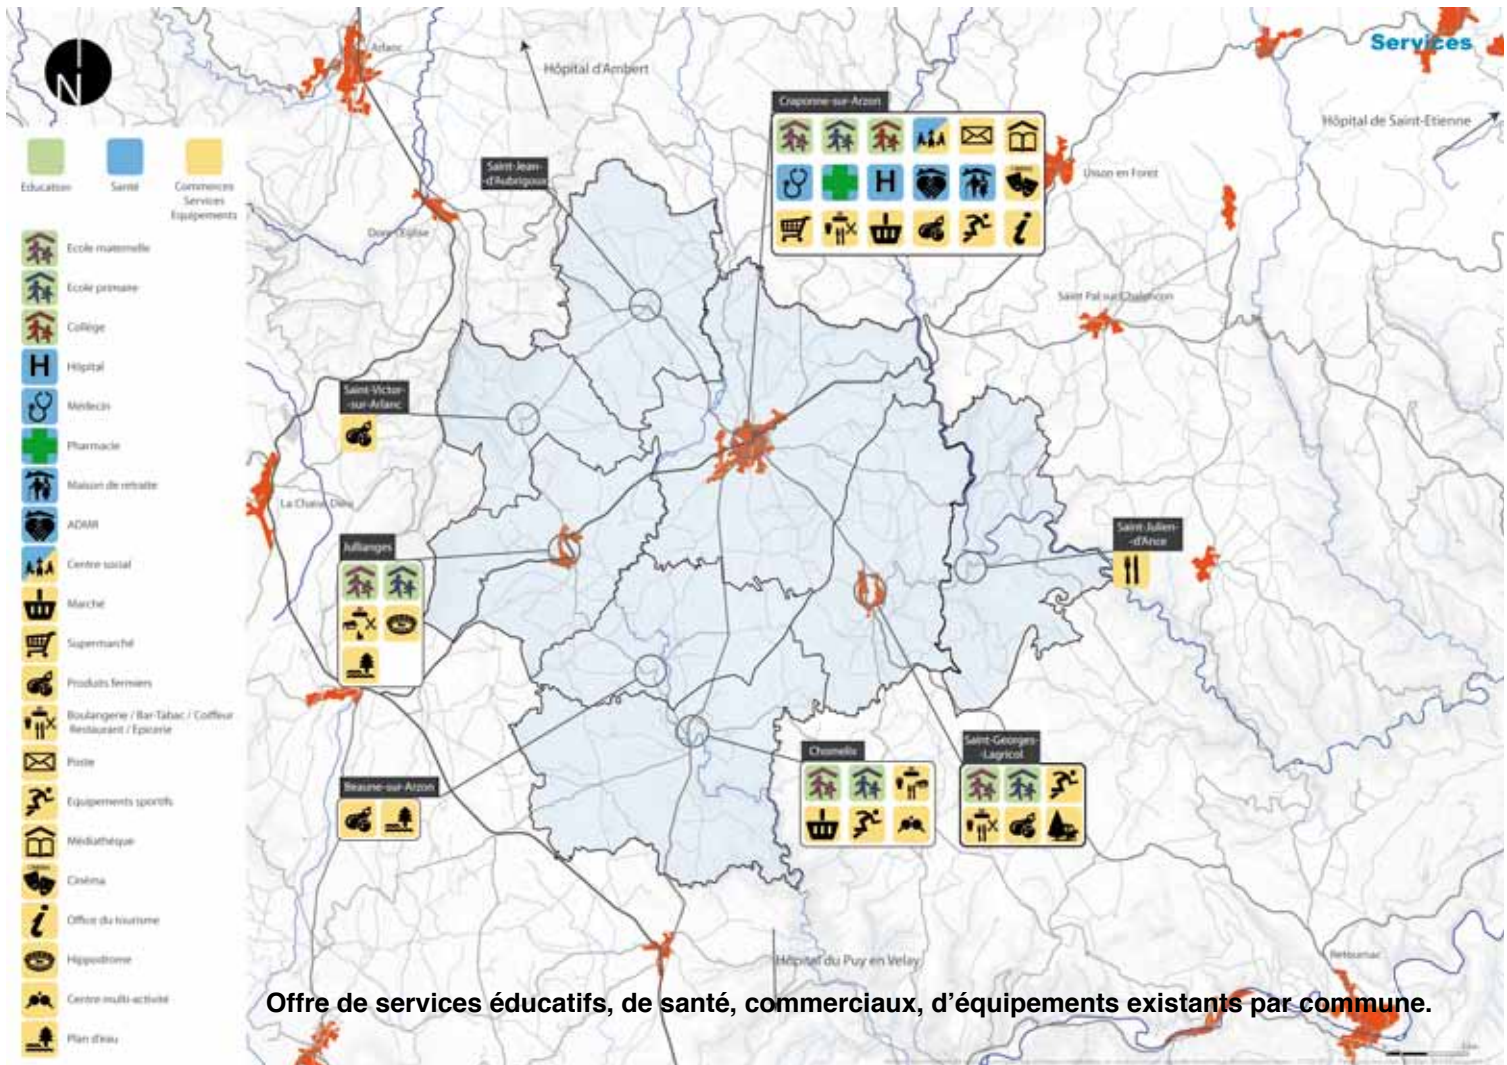 Services
N
Arlanc
Hôpital d'Ambert
Craponne-sur-Arzon
Hôpital de Saint-Etienne
Education
Santé
Commerces
Services
Equipements
Saint-Jean-
-d'Aubrigoux
Usson en Forez
Dore l'Eglise
Ecole maternelle
Ecole primaire
Collège
Hôpital
Médecin
Pharmacie
Maison de retraite
ADMR
Centre social
Marché
Supermarché
Produits fermiers
Boulangerie / Bar-Tabac / Coiffeur
Restaurant / Epicerie
Poste
Equipements sportifs
Médiathèque
Cinéma
Office du tourisme
Hippodrome
Centre multi-activité
Plan d'eau
H
H
i
i
Saint Pal sur Chalencon
Saint-Victor-
-sur-Arlanc
La Chaise Dieu
Jullianges
Saint-Julien-
-d'Ance
Beaune-sur-Arzon
Chomelix
Saint-Georges-
-Lagricol
Hôpital du Puy en Velay
Retournac
Offre de services éducatifs, de santé, commerciaux, d'équipements existants par commune.